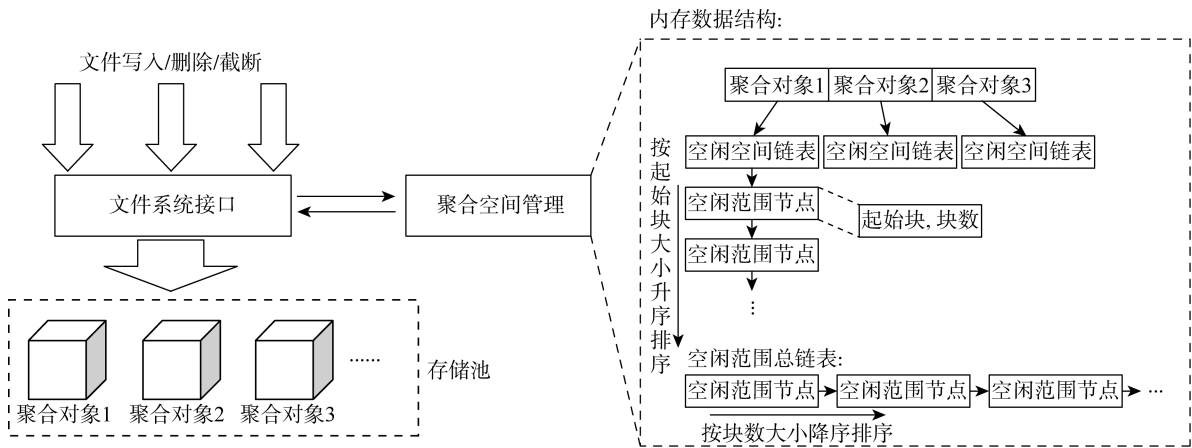 内存数据结构:
文件写入/删除/截断
聚合对象1 聚合对象2 聚合对象3
空闲空间链表 空闲空间链表 空闲空间链表
按起始块大小升序排序
文件系统接口
聚合空间管理
空闲范围节点
起始块, 块数
空闲范围节点
⋮
空闲范围总链表:
空闲范围节点 空闲范围节点 空闲范围节点 ···
按块数大小降序排序
······
存储池
聚合对象1 聚合对象2 聚合对象3